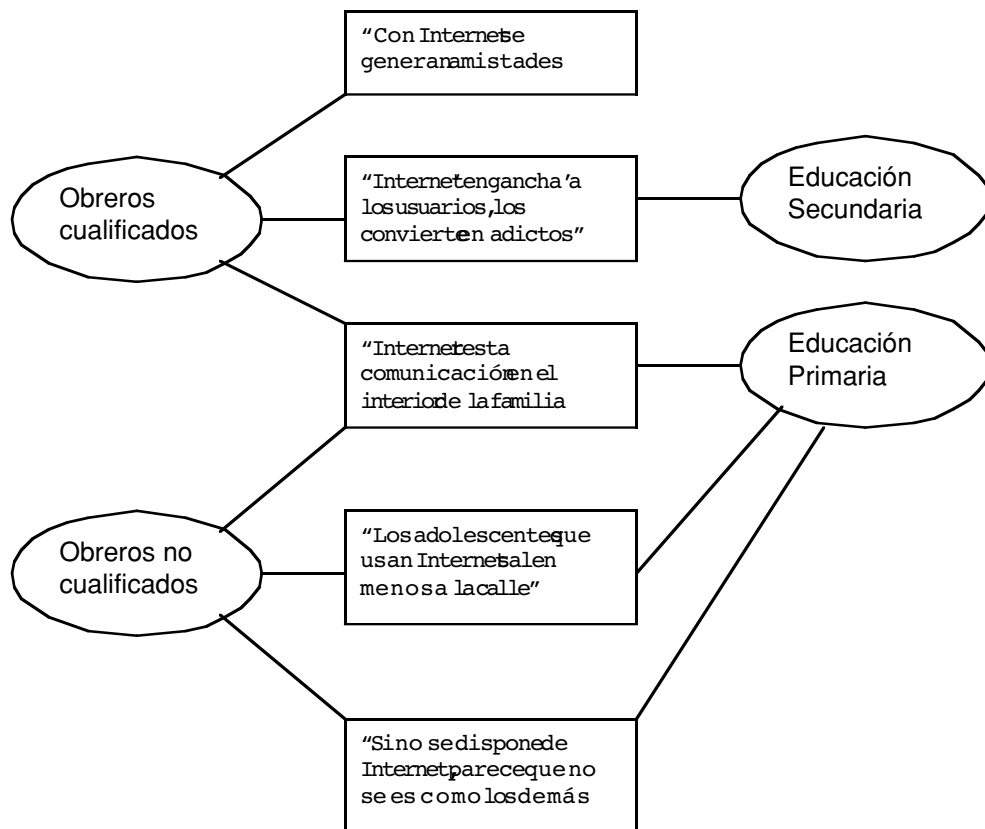 “Con Internet se
generan amistades
“Internet ‘engancha’ a
los usuarios, los
convierte en adictos”
Educación
Secundaria
Obreros
cualificados
“Internet resta
comunicación en el
interior de la familia
Educación
Primaria
“Los adolescentes que
usan Internet salen
menos a la calle”
Obreros no
cualificados
“Si no se dispone de
Internet, parece que no
se es como los demás